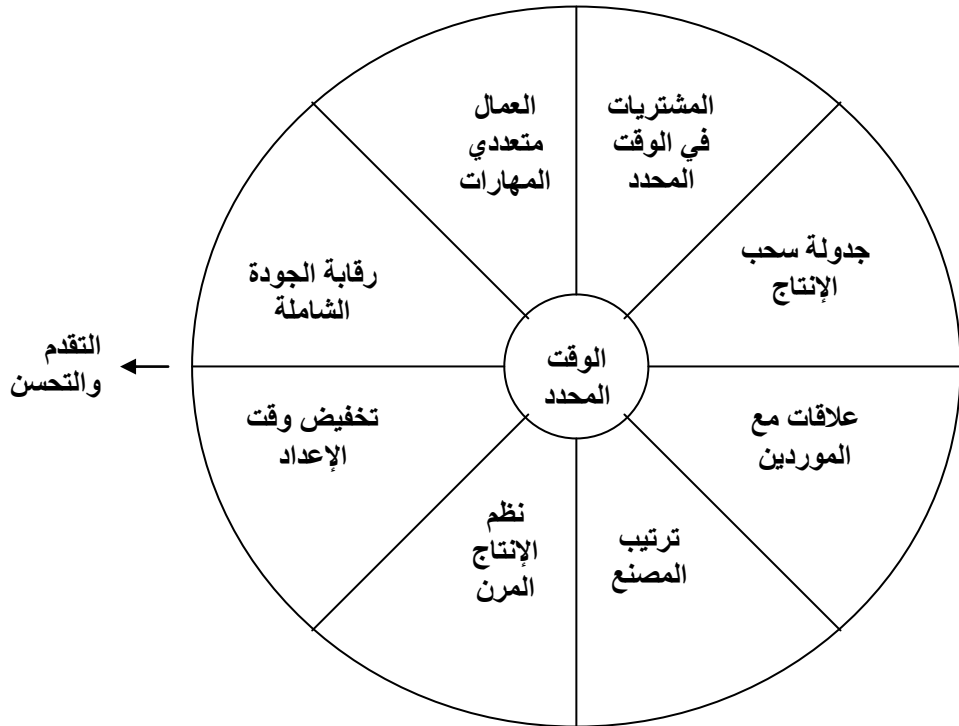 العمال
متعددي
المهارات
المشتريات
في الوقت
المحدد
جدولة سحب
الإنتاج
رقابة الجودة
الشاملة
الوقت
المحدد
التقدم
والتحسن
علاقات مع
الموردين
تخفيض وقت
الإعداد
نظم
الإنتاج
المرن
ترتيب
المصنع